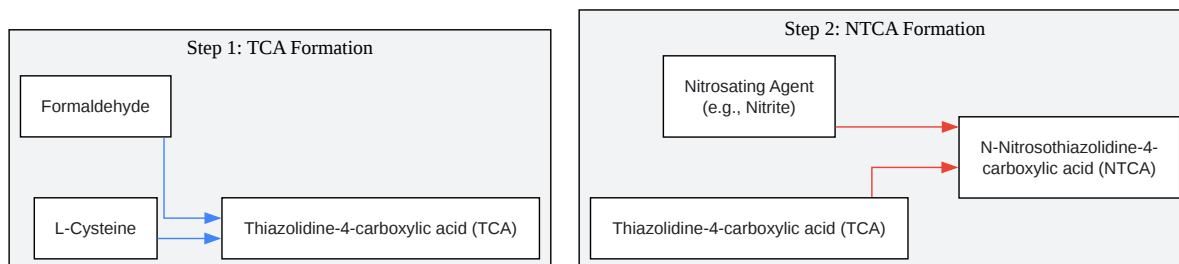 Step 1: TCA Formation
Formaldehyde
L-Cysteine
Thiazolidine-4-carboxylic acid (TCA)
Step 2: NTCA Formation
Nitrosating Agent
(e.g., Nitrite)
N-Nitrosothiazolidine-4-
carboxylic acid (NTCA)
Thiazolidine-4-carboxylic acid (TCA)